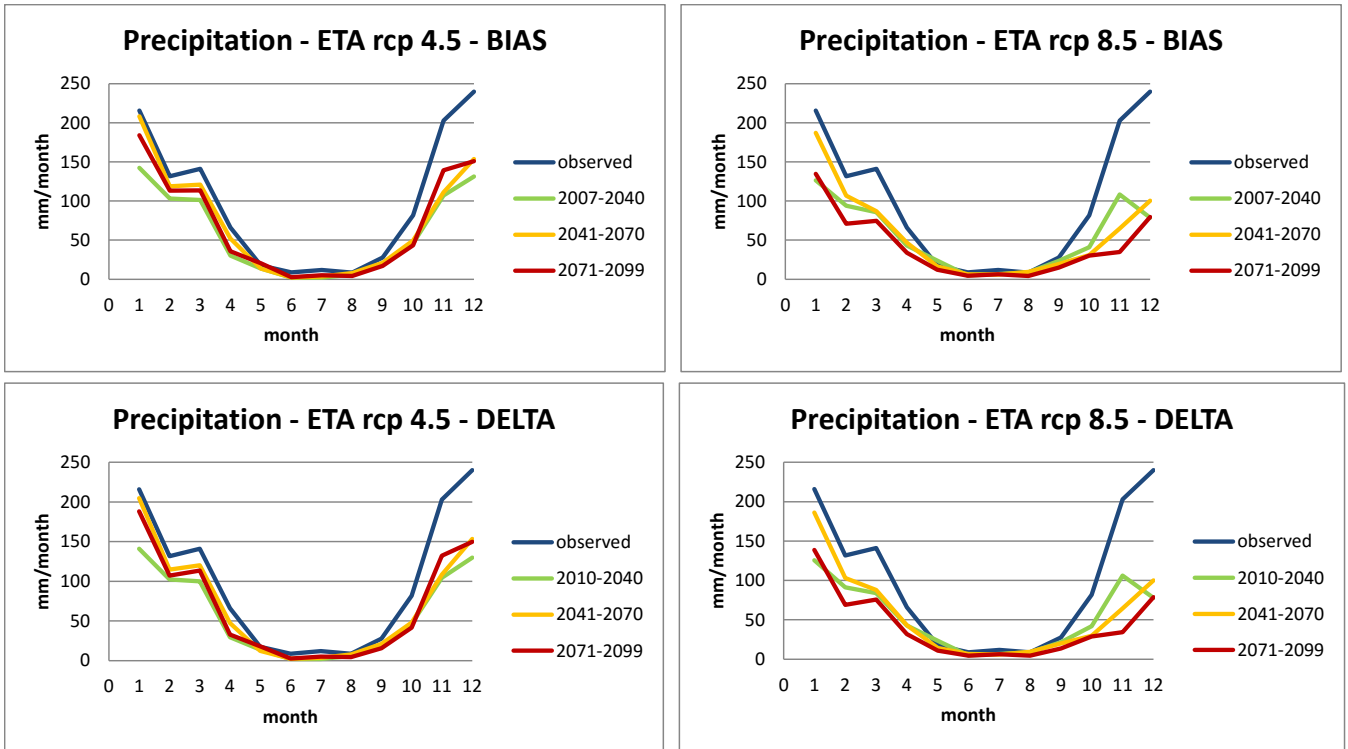 Precipitation - ETA rcp 4.5 - BIAS
250
200
150
100
50
0
mm/month
0 1 2 3 4 5 6 7 8 9 10 11 12
month
observed
2007-2040
2041-2070
2071-2099
Precipitation - ETA rcp 8.5 - BIAS
250
200
150
100
50
0
mm/month
0 1 2 3 4 5 6 7 8 9 10 11 12
month
observed
2007-2040
2041-2070
2071-2099
Precipitation - ETA rcp 4.5 - DELTA
250
200
150
100
50
0
mm/month
0 1 2 3 4 5 6 7 8 9 10 11 12
month
observed
2010-2040
2041-2070
2071-2099
Precipitation - ETA rcp 8.5 - DELTA
250
200
150
100
50
0
mm/month
0 1 2 3 4 5 6 7 8 9 10 11 12
month
observed
2010-2040
2041-2070
2071-2099